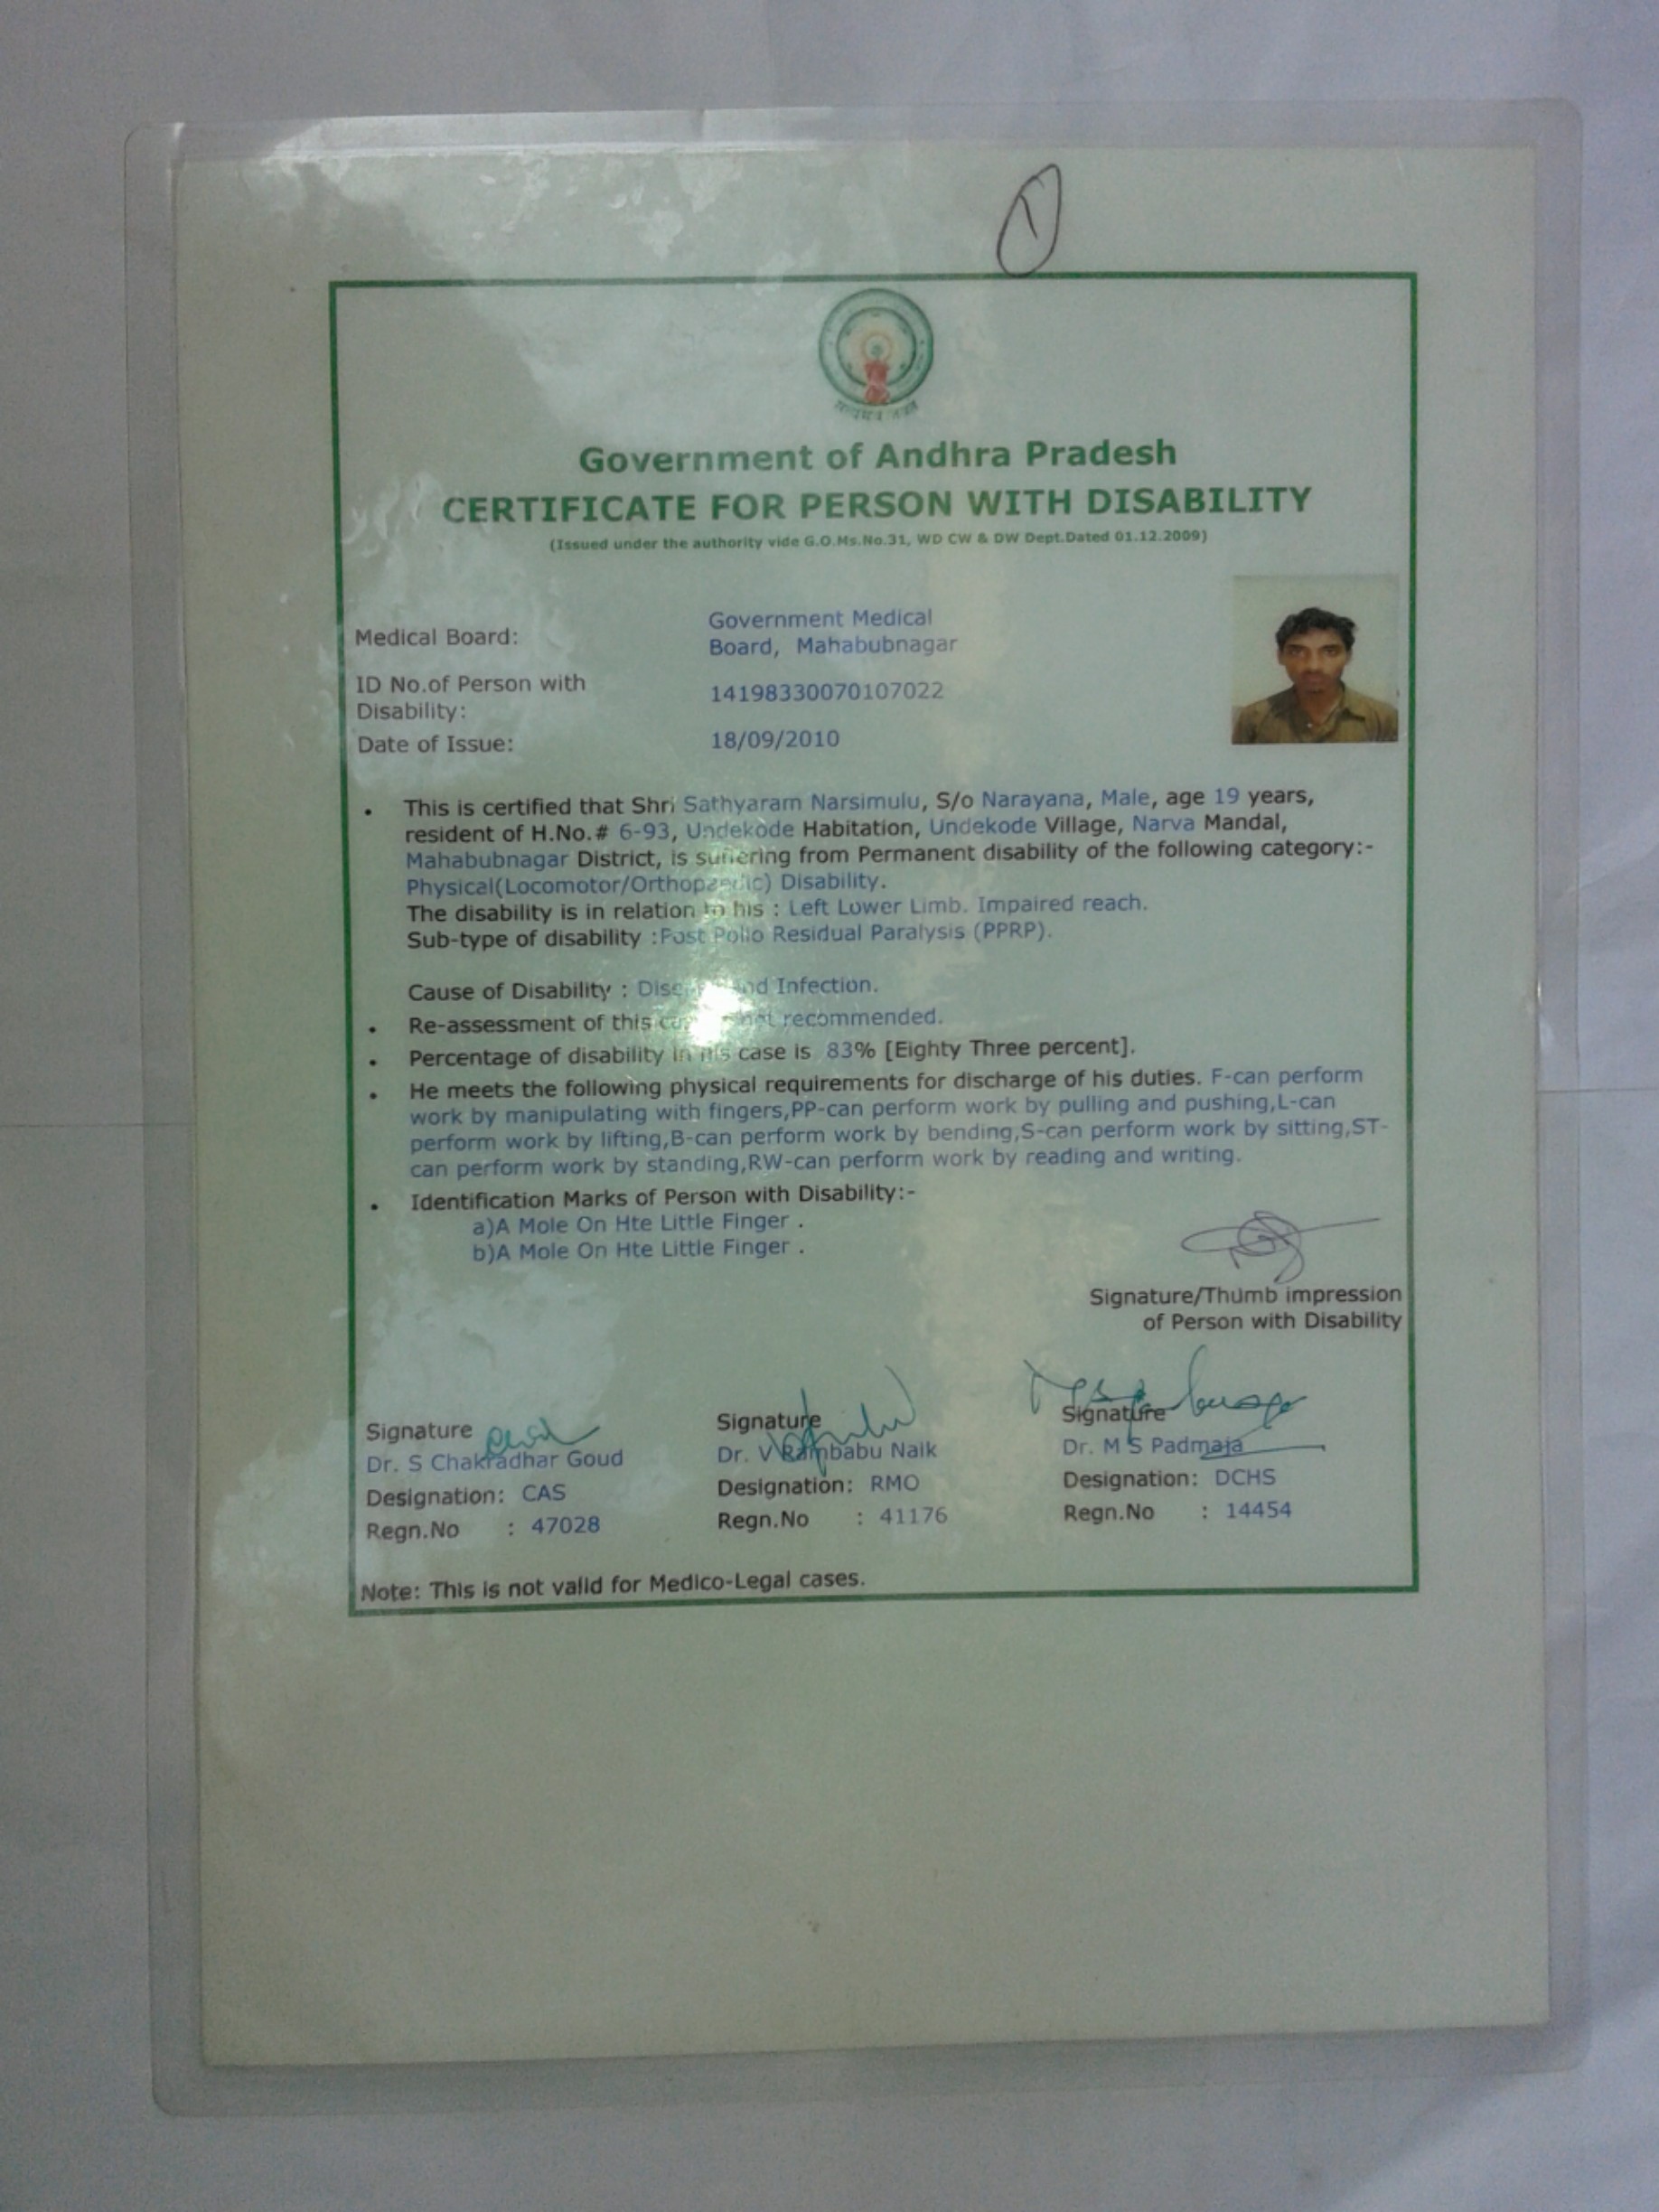 1
Government of Andhra Pradesh
CERTIFICATE FOR PERSON WITH DISABILITY
(Issued under the authority vide G.O.Ms.No.31, WD CW & DW Dept.Dated 01.12.2009)
Medical Board: Government Medical
Board, Mahabubnagar
ID No.of Person with
Disability: 14198330070107022
Date of Issue: 18/09/2010
• This is certified that Shri Sathyaram Narsimulu, S/o Narayana, Male, age 19 years,
resident of H.No.# 6-93, Undekode Habitation, Undekode Village, Narva Mandal,
Mahabubnagar District, is suffering from Permanent disability of the following category:-
Physical(Locomotor/Orthopaedic) Disability.
The disability is in relation to his : Left Lower Limb. Impaired reach.
Sub-type of disability :Post Polio Residual Paralysis (PPRP).
Cause of Disability : and Infection.
• Re-assessment of this not recommended.
• Percentage of disability in his case is 83% [Eighty Three percent].
• He meets the following physical requirements for discharge of his duties. F-can perform
work by manipulating with fingers,PP-can perform work by pulling and pushing,L-can
perform work by lifting,B-can perform work by bending,S-can perform work by sitting,ST-
can perform work by standing,RW-can perform work by reading and writing.
• Identification Marks of Person with Disability:-
a)A Mole On Hte Little Finger .
b)A Mole On Hte Little Finger .
Signature/Thumb impression
of Person with Disability
Signature Signature Signature
Dr. S Chakradhar Goud Dr. V Rambabu Naik Dr. M S Padmaja
Designation: CAS Designation: RMO Designation: DCHS
Regn.No : 47028 Regn.No : 41176 Regn.No : 14454
Note: This is not valid for Medico-Legal cases.